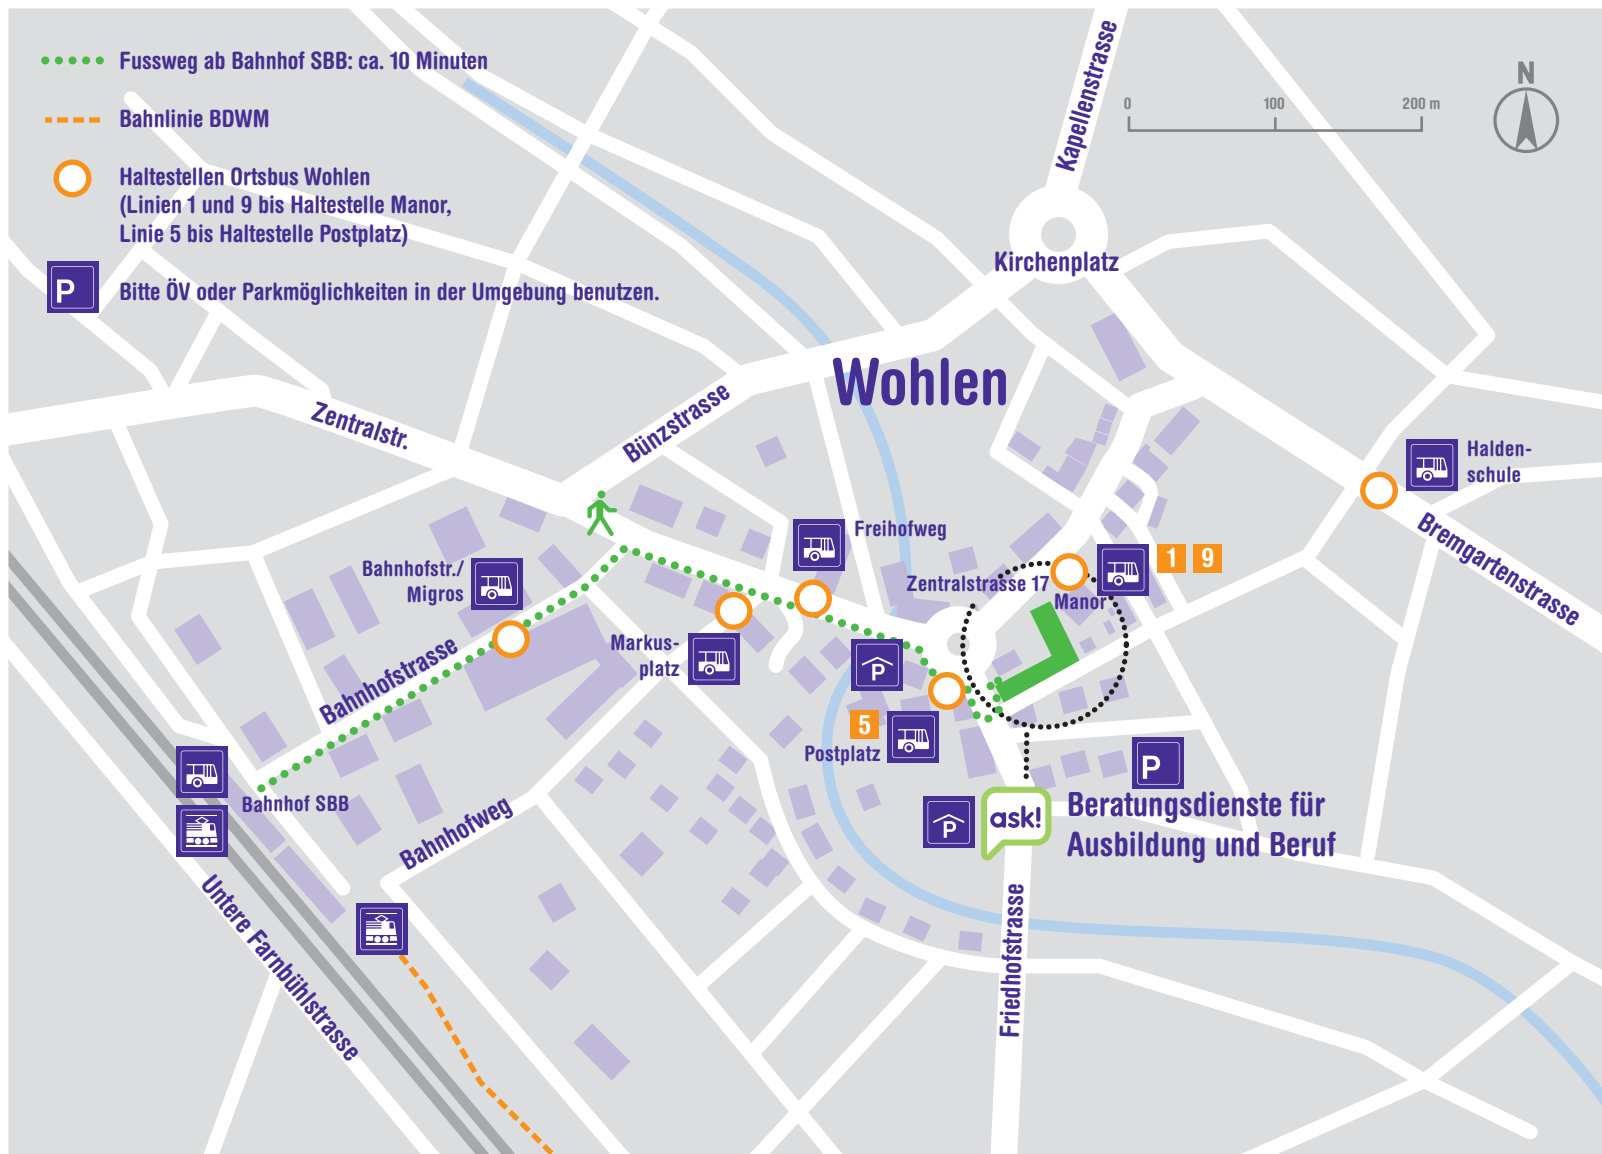 Fussweg ab Bahnhof SBB: ca. 10 Minuten
Bahnlinie BDWM
Haltestellen Ortsbus Wohlen
(Linien 1 und 9 bis Haltestelle Manor,
Linie 5 bis Haltestelle Postplatz)
P
Bitte ÖV oder Parkmöglichkeiten in der Umgebung benutzen.
0 100 200 m
N
Kapellenstrasse
Kirchenplatz
Wohlen
Zentralstr.
Bünzstrasse
Halden-
schule
Bremgartenstrasse
Freihofweg
Bahnhofstr./
Migros
Zentralstrasse 17
1 9
Manor
Markus-
platz
P
Bahnhofstrasse
5
Postplatz
P
Bahnhof SBB
Bahnhofweg
P
ask!
Beratungsdienste für
Ausbildung und Beruf
Untere Farnbühlstrasse
Friedhofstrasse